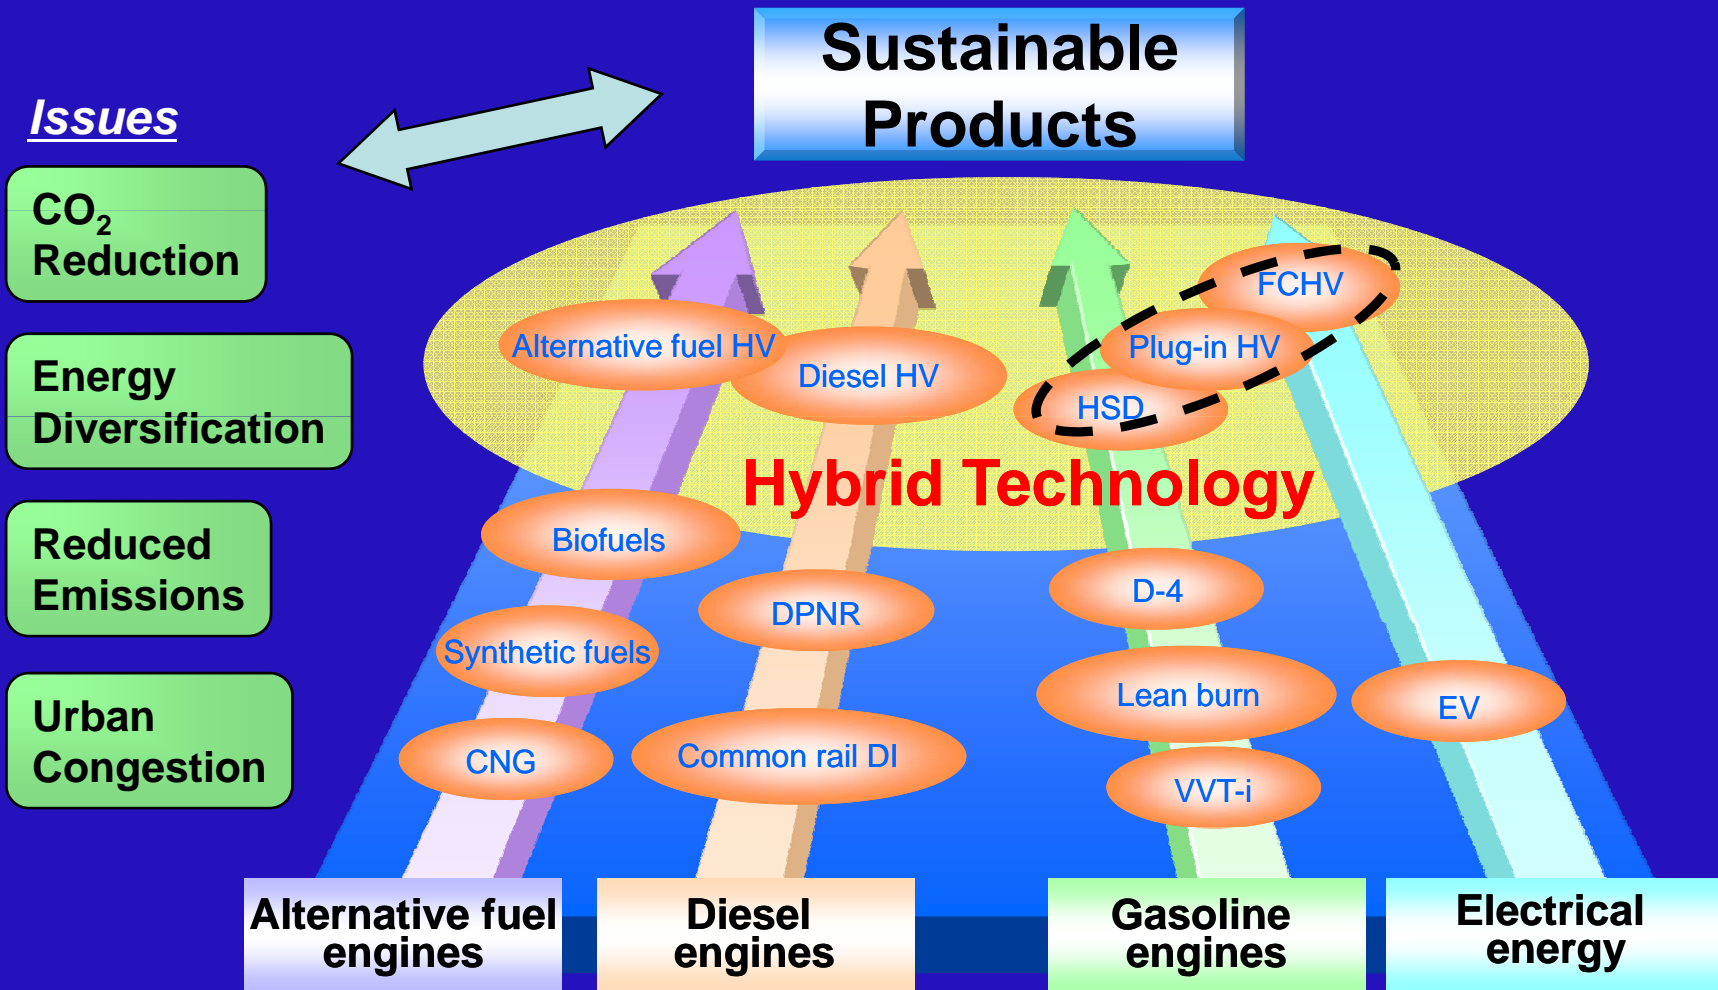 Sustainable
Products
Issues
CO₂
Reduction
Energy
Diversification
Reduced
Emissions
Urban
Congestion
FCHV
Plug-in HV
HSD
Alternative fuel HV
Diesel HV
Hybrid Technology
Biofuels
DPNR
D-4
Synthetic fuels
Lean burn
EV
CNG
Common rail DI
VVT-i
Alternative fuel
engines
Diesel
engines
Gasoline
engines
Electrical
energy